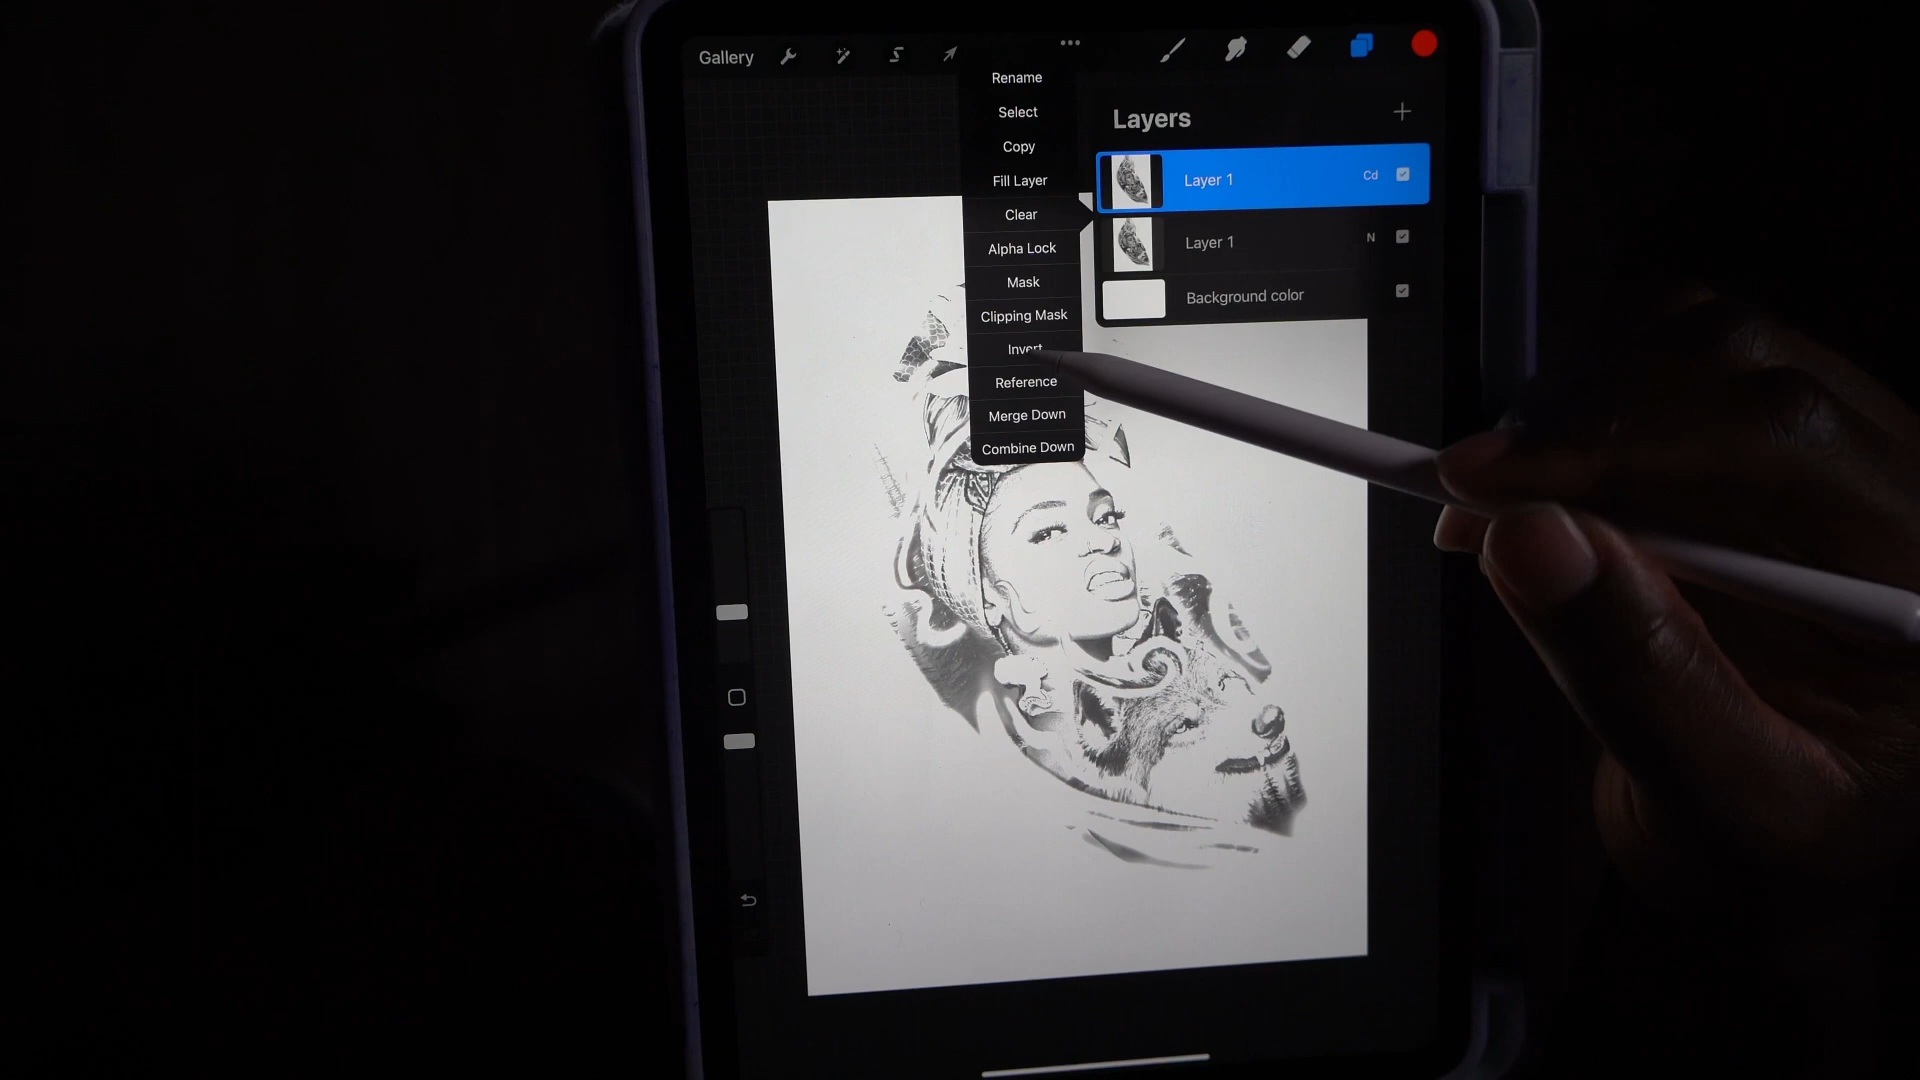 Gallery
Rename
Select
Copy
Fill Layer
Clear
Alpha Lock
Mask
Clipping Mask
Invert
Reference
Merge Down
Combine Down
Layers
Layer 1 Cd
Layer 1 N
Background color